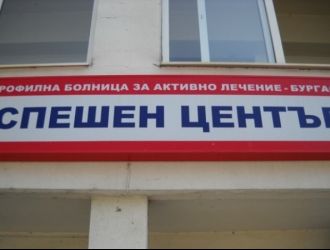 РОФИЛНА БОЛНИЦА ЗА АКТИВНО ЛЕЧЕНИЕ - БУРГА
СПЕШЕН ЦЕНТЪ